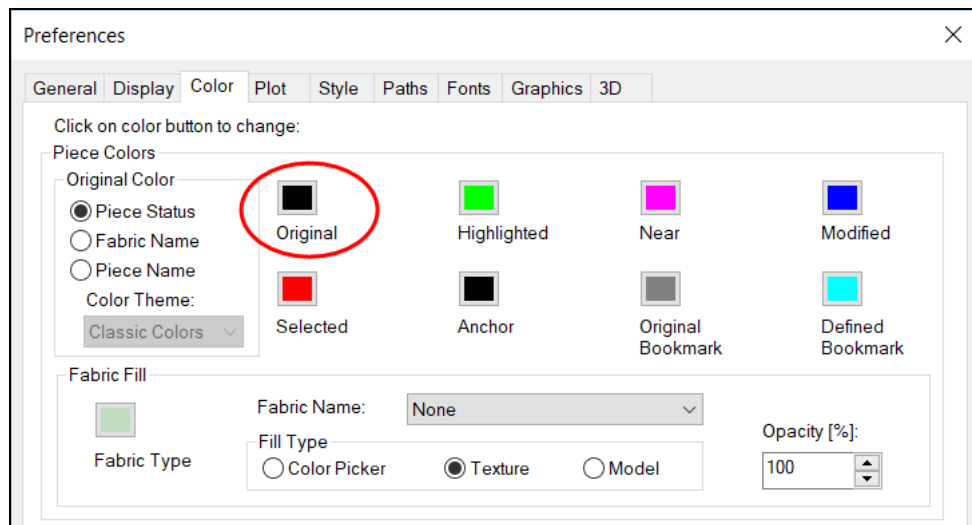 Preferences
General Display Color Plot Style Paths Fonts Graphics 3D
Click on color button to change:
Piece Colors
Original Color
Piece Status
Fabric Name
Piece Name
Color Theme:
Classic Colors
Original
Highlighted
Near
Modified
Selected
Anchor
Original
Bookmark
Defined
Bookmark
Fabric Fill
Fabric Type
Fabric Name:
None
Fill Type
Color Picker
Texture
Model
Opacity [%]:
100